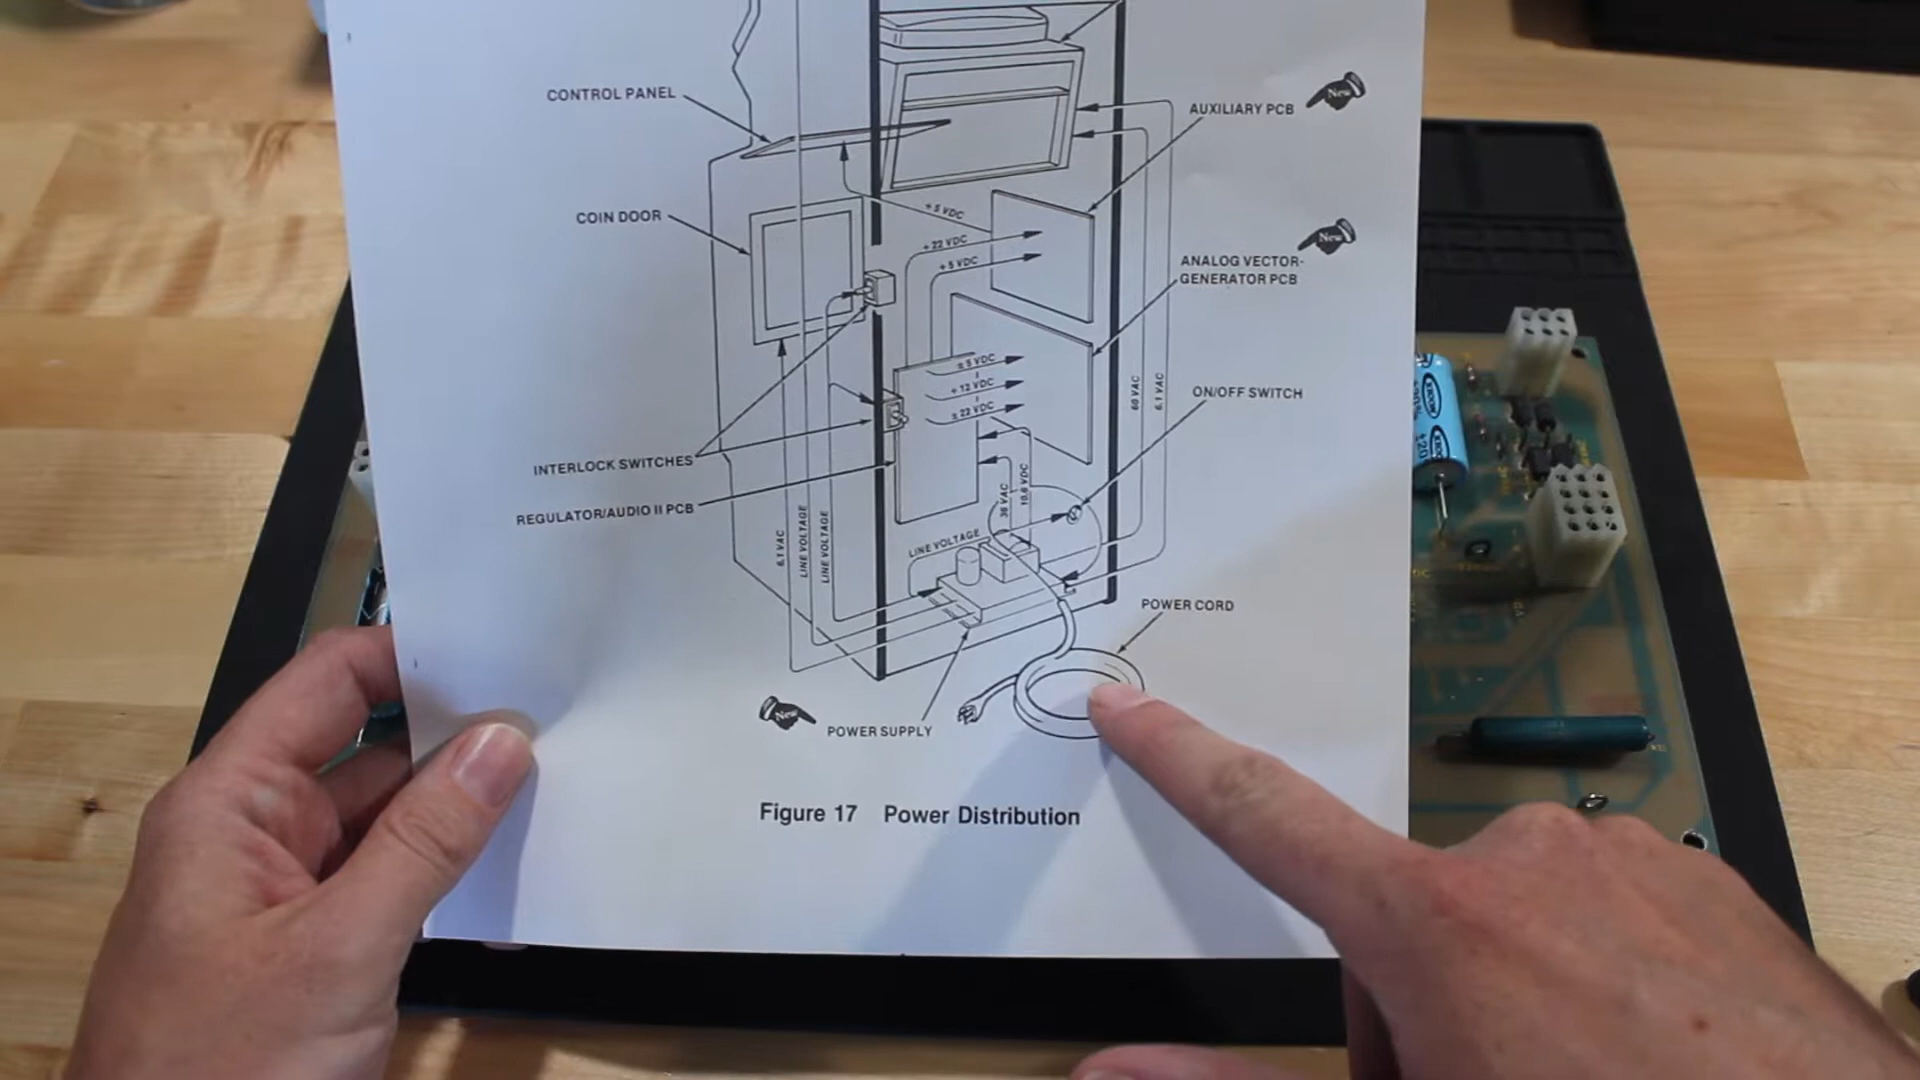 CONTROL PANEL
New
AUXILIARY PCB
COIN DOOR
+5 VDC
+22 VDC
+5 VDC
New
ANALOG VECTOR-
GENERATOR PCB
±5 VDC
+12 VDC
±22 VDC
60 VAC
6.1 VAC
ON/OFF SWITCH
INTERLOCK SWITCHES
REGULATOR/AUDIO II PCB
36 VAC
10.6 VDC
6.1 VAC
LINE VOLTAGE
LINE VOLTAGE
LINE VOLTAGE
POWER CORD
New
POWER SUPPLY
Figure 17 Power Distribution